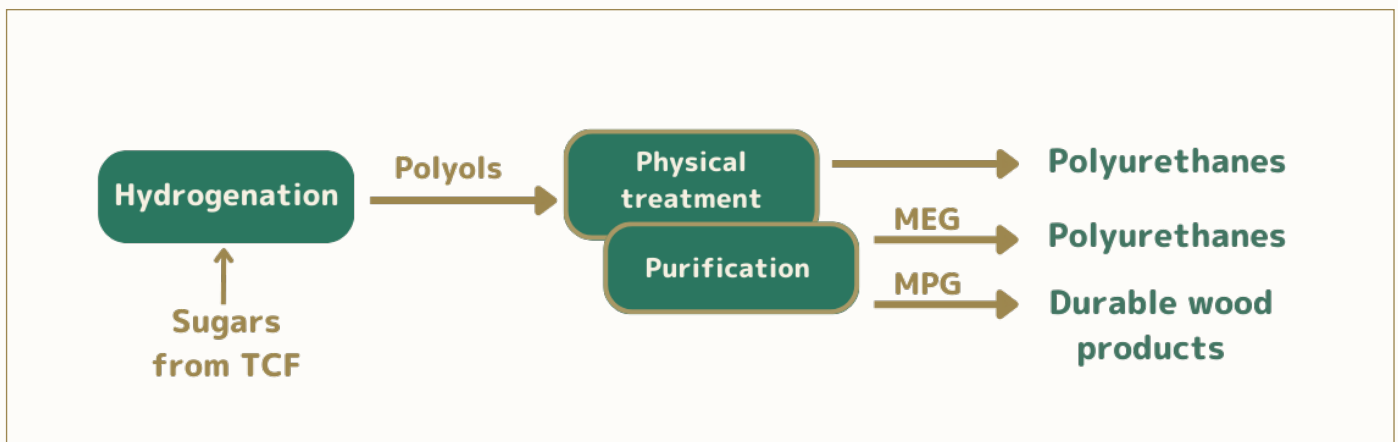 Hydrogenation
Sugars
from TCF
Polyols
Physical
treatment
Purification
MEG
MPG
Polyurethanes
Polyurethanes
Durable wood
products